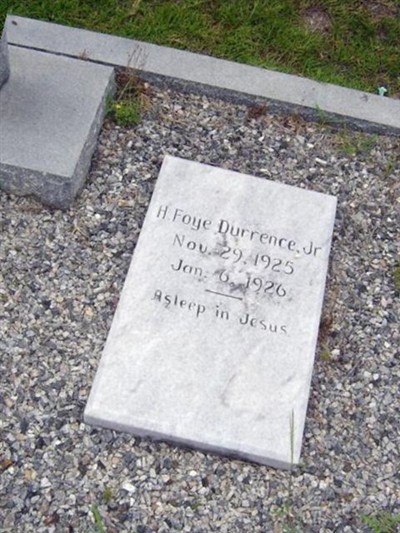 H. Foye Durrence, Jr
Nov. 29, 1925
Jan. 6, 1926
Asleep in Jesus